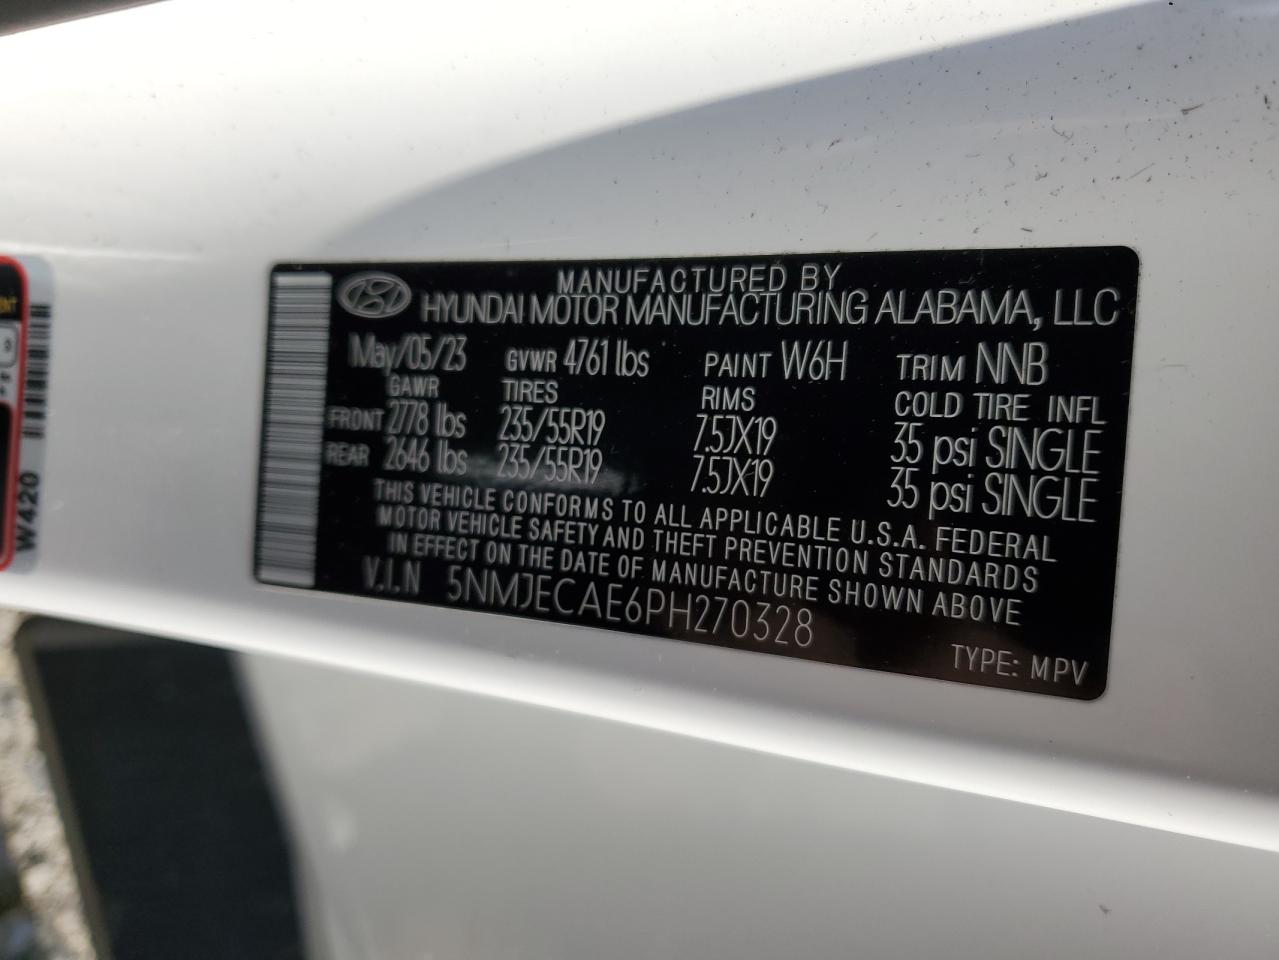 MANUFACTURED BY
HYUNDAI MOTOR MANUFACTURING ALABAMA, LLC
May/05/23 GVWR 4761 lbs PAINT W6H TRIM NNB
GAWR TIRES RIMS COLD TIRE INFL
FRONT 2778 lbs 235/55R19 7.5JX19 35 psi SINGLE
REAR 2646 lbs 235/55R19 7.5JX19 35 psi SINGLE
THIS VEHICLE CONFORMS TO ALL APPLICABLE U.S.A. FEDERAL
MOTOR VEHICLE SAFETY AND THEFT PREVENTION STANDARDS
IN EFFECT ON THE DATE OF MANUFACTURE SHOWN ABOVE
V.I.N 5NMJECAE6PH270328
TYPE: MPV
W420